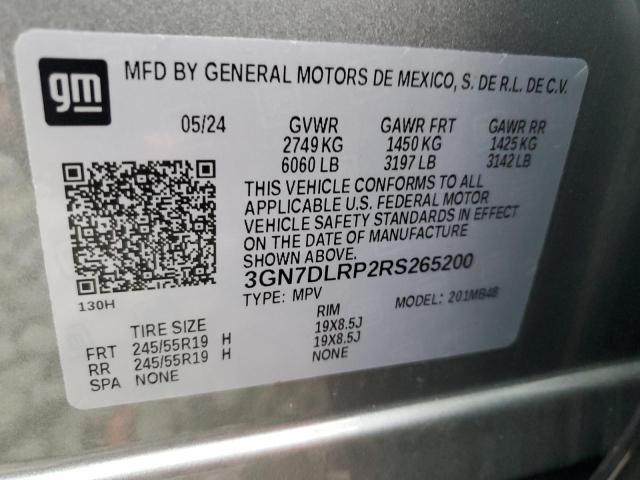 gm
MFD BY GENERAL MOTORS DE MEXICO, S. DE R.L. DE C.V.
05/24 GVWR GAWR FRT GAWR RR
2749 KG 1450 KG 1425 KG
6060 LB 3197 LB 3142 LB
THIS VEHICLE CONFORMS TO ALL
APPLICABLE U.S. FEDERAL MOTOR
VEHICLE SAFETY STANDARDS IN EFFECT
ON THE DATE OF MANUFACTURE
3GN7DLRP2RS265200
130H TYPE: MPV MODEL: 201MB48
TIRE SIZE RIM
FRT 245/55R19 H 19X8.5J
RR 245/55R19 H 19X8.5J
SPA NONE NONE